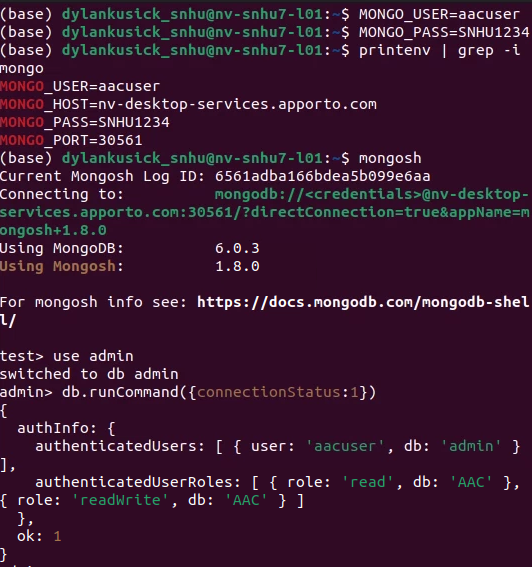 (base) dylankusick_snhu@nv-snhu7-l01:~$ MONGO_USER=aacuser
(base) dylankusick_snhu@nv-snhu7-l01:~$ MONGO_PASS=SNHU1234
(base) dylankusick_snhu@nv-snhu7-l01:~$ printenv | grep -i
mongo
MONGO_USER=aacuser
MONGO_HOST=nv-desktop-services.apporto.com
MONGO_PASS=SNHU1234
MONGO_PORT=30561
(base) dylankusick_snhu@nv-snhu7-l01:~$ mongosh
Current Mongosh Log ID: 6561adba166bdea5b099e6aa
Connecting to:          mongodb://<credentials>@nv-desktop-
services.apporto.com:30561/?directConnection=true&appName=m
ongosh+1.8.0
Using MongoDB:          6.0.3
Using Mongosh:          1.8.0

For mongosh info see: https://docs.mongodb.com/mongodb-shel
l/

test> use admin
switched to db admin
admin> db.runCommand({connectionStatus:1})
{
  authInfo: {
    authenticatedUsers: [ { user: 'aacuser', db: 'admin' }
],
    authenticatedUserRoles: [ { role: 'read', db: 'AAC' },
{ role: 'readWrite', db: 'AAC' } ]
  },
  ok: 1
}